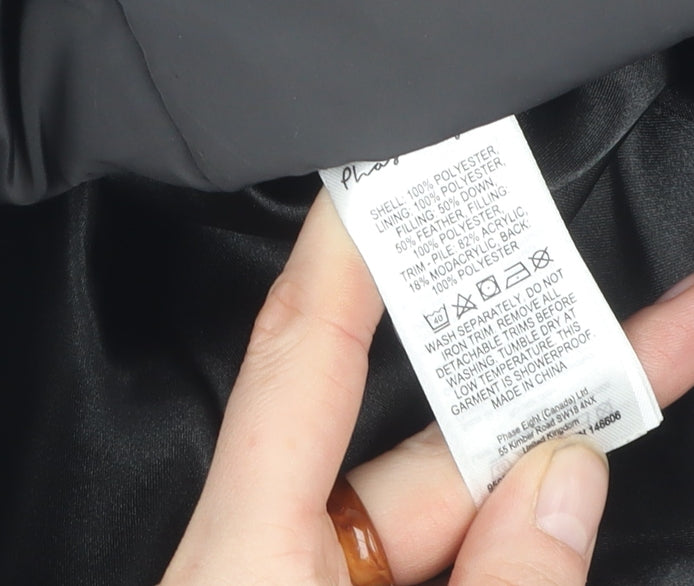 SHELL: 100% POLYESTER,
LINING: 100% POLYESTER,
FILLING: 50% DOWN,
50% FEATHER, FILLING:
100% POLYESTER,
TRIM - PILE: 82% ACRYLIC,
18% MODACRYLIC, BACK:
100% POLYESTER
40
WASH SEPARATELY. DO NOT
IRON TRIM. REMOVE ALL
DETACHABLE TRIMS BEFORE
WASHING. TUMBLE DRY AT
LOW TEMPERATURE. THIS
GARMENT IS SHOWERPROOF.
MADE IN CHINA
Phase Eight (Canada) Ltd
55 Kimber Road SW19 4NX
United Kingdom
146606